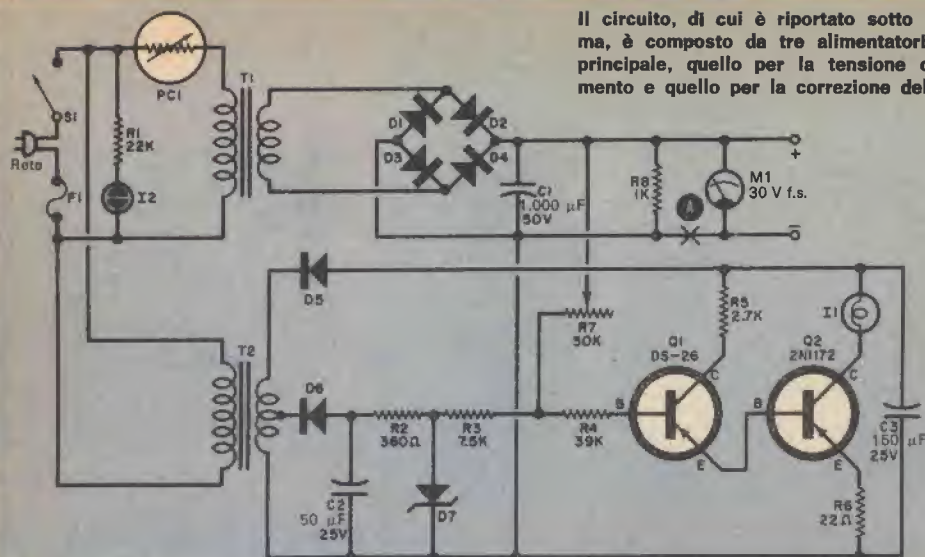 Il circuito, di cui è riportato sotto
ma, è composto da tre alimentatori
principale, quello per la tensione
mento e quello per la correzione del
S1
Rete
F1
R1
22K
I2
PC1
T1
D1
D2
D3
D4
C1
1.000 µF
50V
R8
1K
A
M1
30 V f.s.
+
-
D5
T2
D6
R2
360Ω
R3
7.5K
C2
50 µF
25V
D7
R7
50K
R4
39K
B
Q1
DS-26
C
E
R5
2.7K
B
Q2
2N1172
C
E
I1
C3
150 µF
25V
R6
22Ω